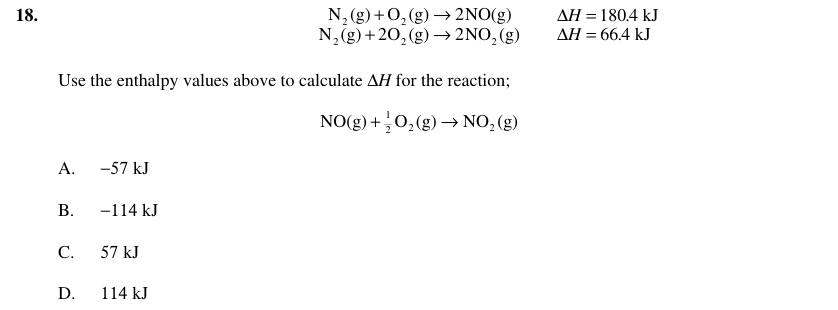 18. N₂(g)+O₂(g) → 2NO(g) ΔH = 180.4 kJ
N₂(g)+2O₂(g) → 2NO₂(g) ΔH = 66.4 kJ
Use the enthalpy values above to calculate ΔH for the reaction;
NO(g)+½O₂(g) → NO₂(g)
A. −57 kJ
B. −114 kJ
C. 57 kJ
D. 114 kJ